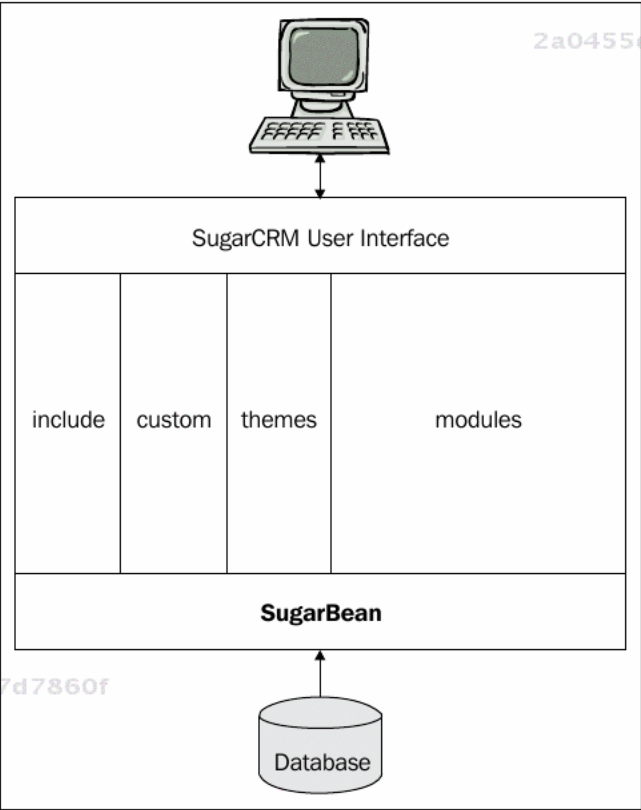 2a0455
SugarCRM User Interface
include custom themes modules
SugarBean
7d7860f
Database